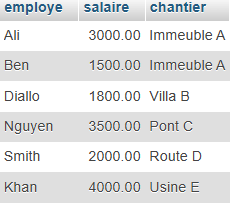 employe salaire chantier
Ali 3000.00 Immeuble A
Ben 1500.00 Immeuble A
Diallo 1800.00 Villa B
Nguyen 3500.00 Pont C
Smith 2000.00 Route D
Khan 4000.00 Usine E